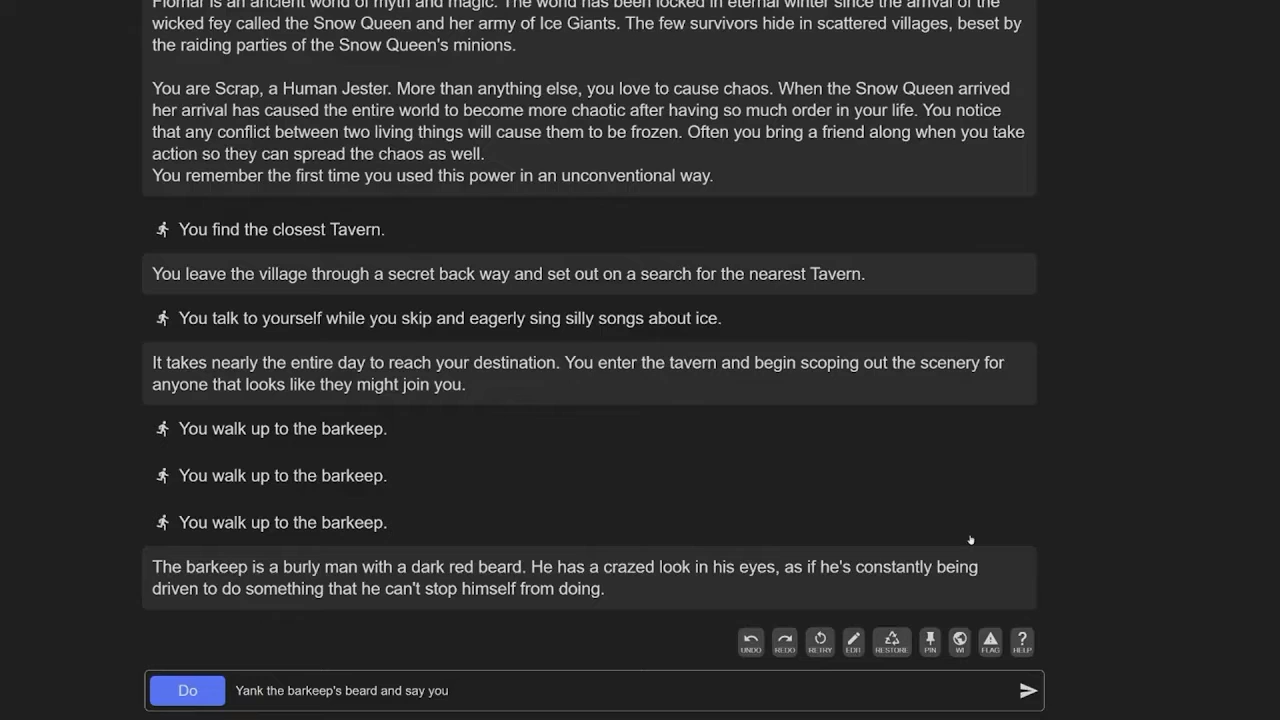 Flomar is an ancient world of myth and magic. The world has been locked in eternal winter since the arrival of the
wicked fey called the Snow Queen and her army of Ice Giants. The few survivors hide in scattered villages, beset by
the raiding parties of the Snow Queen's minions.
You are Scrap, a Human Jester. More than anything else, you love to cause chaos. When the Snow Queen arrived
her arrival has caused the entire world to become more chaotic after having so much order in your life. You notice
that any conflict between two living things will cause them to be frozen. Often you bring a friend along when you take
action so they can spread the chaos as well.
You remember the first time you used this power in an unconventional way.
You find the closest Tavern.
You leave the village through a secret back way and set out on a search for the nearest Tavern.
You talk to yourself while you skip and eagerly sing silly songs about ice.
It takes nearly the entire day to reach your destination. You enter the tavern and begin scoping out the scenery for
anyone that looks like they might join you.
You walk up to the barkeep.
You walk up to the barkeep.
You walk up to the barkeep.
The barkeep is a burly man with a dark red beard. He has a crazed look in his eyes, as if he's constantly being
driven to do something that he can't stop himself from doing.
UNDO REDO RETRY EDIT RESTORE PIN WI FLAG HELP
Do Yank the barkeep's beard and say you